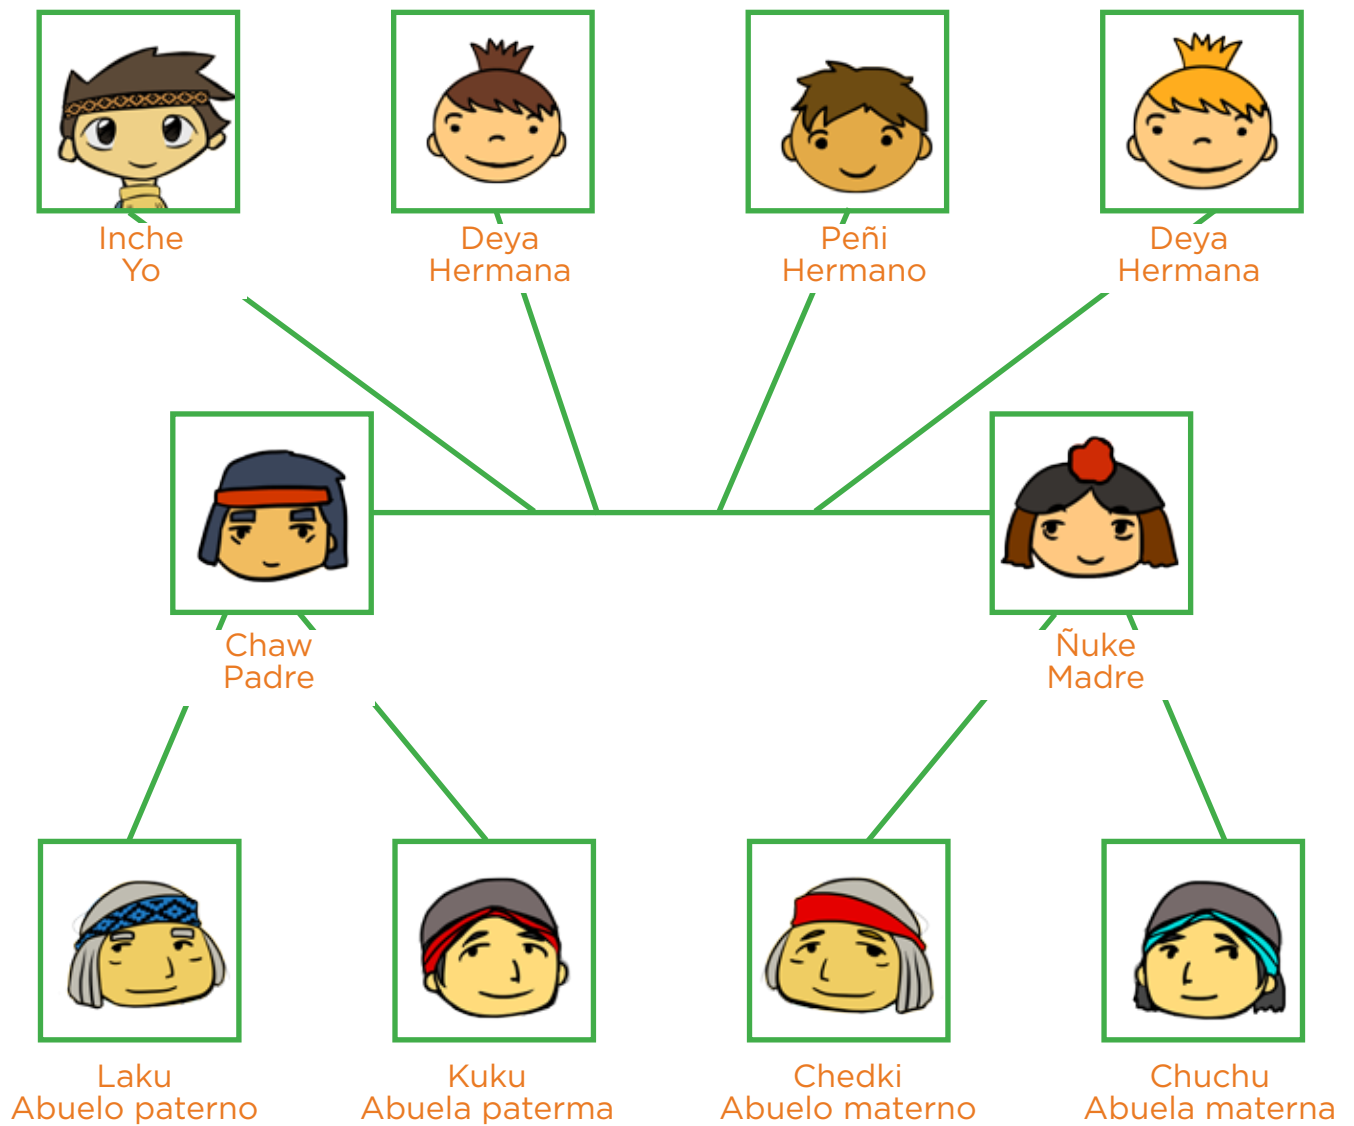 Inche
Yo
Deya
Hermana
Peñi
Hermano
Deya
Hermana
Chaw
Padre
Ñuke
Madre
Laku
Abuelo paterno
Kuku
Abuela paterma
Chedki
Abuelo materno
Chuchu
Abuela materna